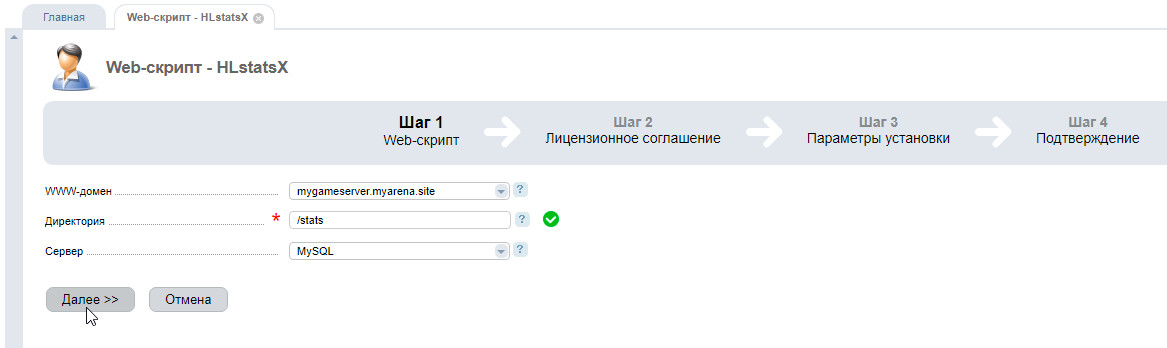 Главная
Web-скрипт - HLstatsX
Web-скрипт - HLstatsX
Шаг 1
Web-скрипт
Шаг 2
Лицензионное соглашение
Шаг 3
Параметры установки
Шаг 4
Подтверждение
WWW-домен mygameserver.myarena.site ?
Директория * /stats ?
Сервер MySQL ?
Далее >> Отмена